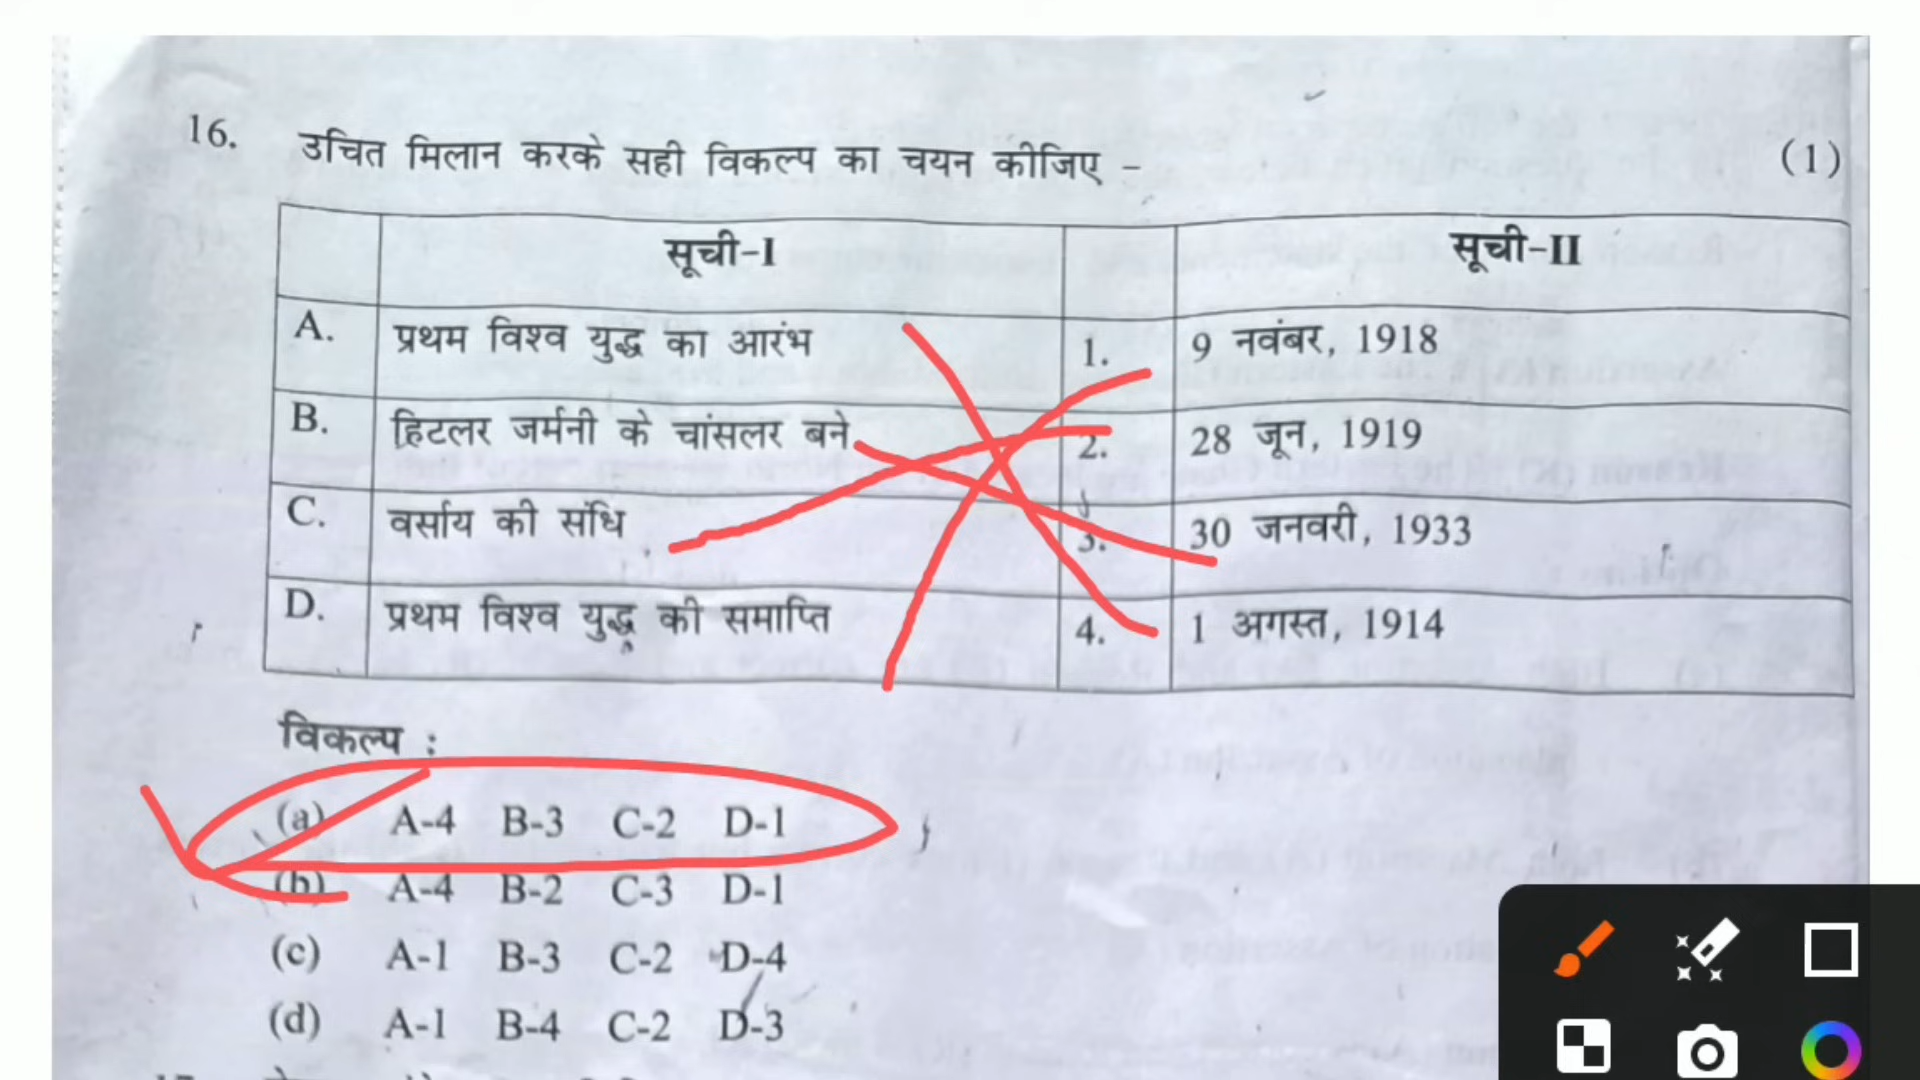 16. उचित मिलान करके सही विकल्प का चयन कीजिए – (1)
सूची-I सूची-II
A. प्रथम विश्व युद्ध का आरंभ 1. 9 नवंबर, 1918
B. हिटलर जर्मनी के चांसलर बने 2. 28 जून, 1919
C. वर्साय की संधि 3. 30 जनवरी, 1933
D. प्रथम विश्व युद्ध की समाप्ति 4. 1 अगस्त, 1914
विकल्प :
(a) A-4 B-3 C-2 D-1
(b) A-4 B-2 C-3 D-1
(c) A-1 B-3 C-2 D-4
(d) A-1 B-4 C-2 D-3